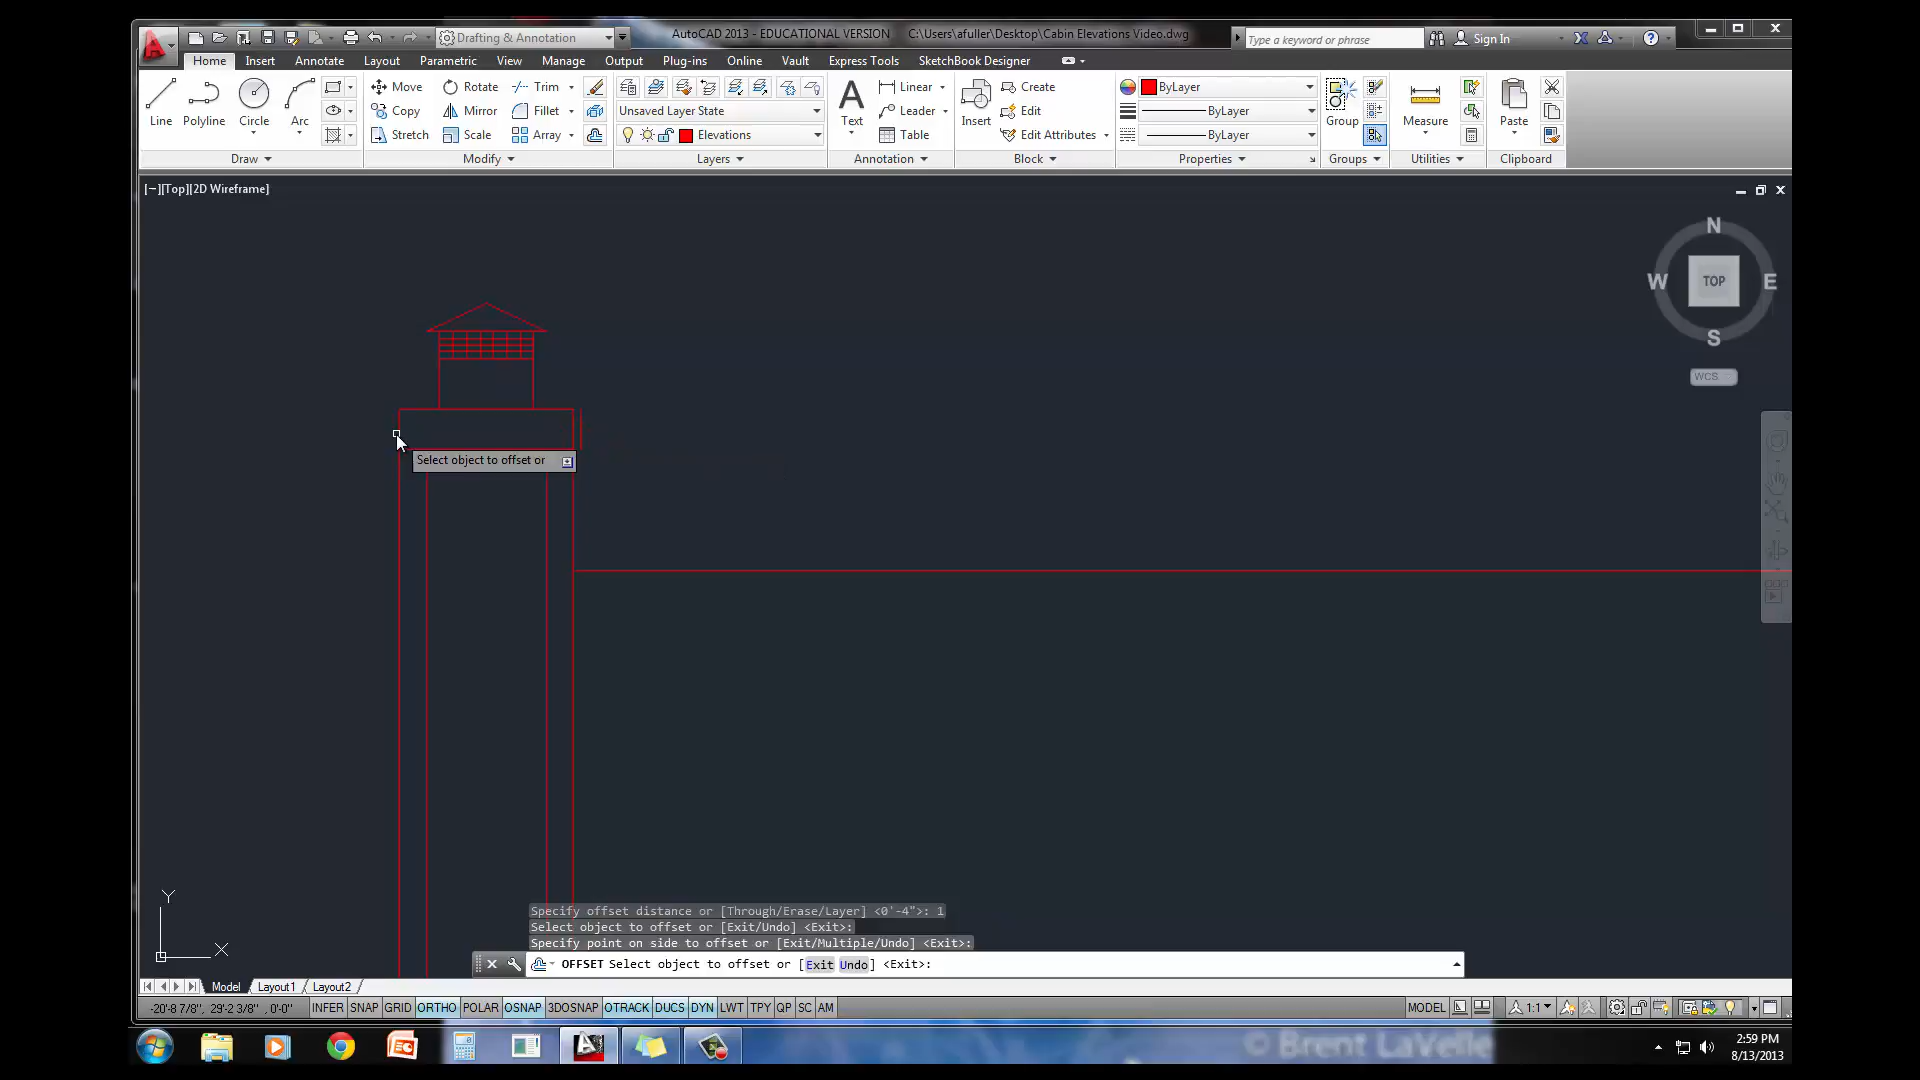 Drafting & Annotation
AutoCAD 2013 - EDUCATIONAL VERSION C:\Users\afuller\Desktop\Cabin Elevations Video.dwg
Type a keyword or phrase
Sign In
Home Insert Annotate Layout Parametric View Manage Output Plug-ins Online Vault Express Tools SketchBook Designer
Line Polyline Circle Arc
Move Rotate Trim
Copy Mirror Fillet
Stretch Scale Array
Unsaved Layer State
Elevations
Text
Linear
Leader
Table
Insert
Create
Edit
Edit Attributes
ByLayer
ByLayer
ByLayer
Group
Measure
Paste
Draw Modify Layers Annotation Block Properties Groups Utilities Clipboard
[−][Top][2D Wireframe]
N
W TOP E
S
WCS
Select object to offset or
Y
X
Specify offset distance or [Through/Erase/Layer] <0'-4">: 1
Select object to offset or [Exit/Undo] <Exit>:
Specify point on side to offset or [Exit/Multiple/Undo] <Exit>:
OFFSET Select object to offset or [Exit Undo] <Exit>:
Model Layout1 Layout2
-20'-8 7/8", 29'-2 3/8", 0'-0" INFER SNAP GRID ORTHO POLAR OSNAP 3DOSNAP OTRACK DUCS DYN LWT TPY QP SC AM MODEL 1:1
© Brent LaVelle
2:59 PM
8/13/2013